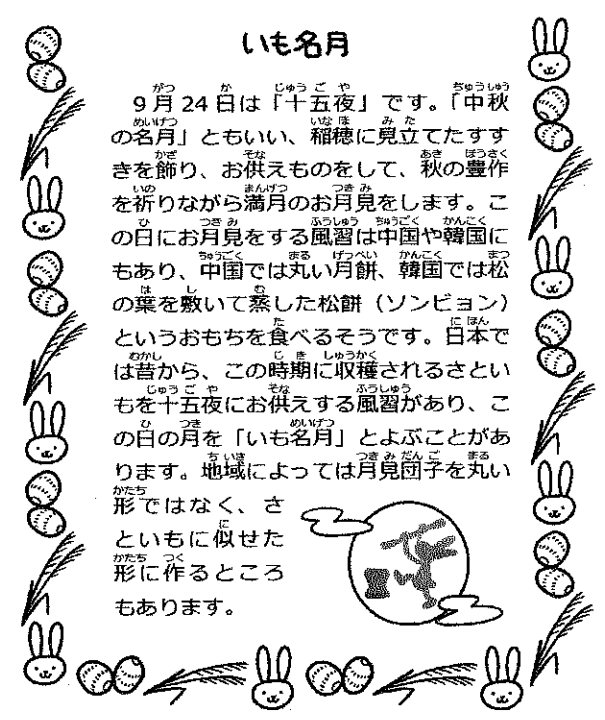 いも名月
9月24日は「十五夜」です。「中秋
の名月」ともいい、稲穂に見立てたすす
きを飾り、お供えものをして、秋の豊作
を祈りながら満月のお月見をします。こ
の日にお月見をする風習は中国や韓国に
もあり、中国では丸い月餅、韓国では松
の葉を敷いて蒸した松餅（ソンピョン）
というおもちを食べるそうです。日本で
は昔から、この時期に収穫されるさとい
もを十五夜にお供えする風習があり、こ
の日の月を「いも名月」とよぶことがあ
ります。地域によっては月見団子を丸い
形ではなく、さ
といもに似せた
形に作るところ
もあります。